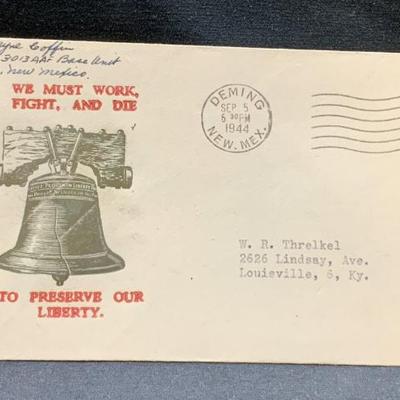 yne Coffin
3013 AAF Base Unit
New Mexico.
WE MUST WORK,
FIGHT, AND DIE
TO PRESERVE OUR
LIBERTY.
DEMING
SEP 5
6 30 PM
1944
NEW. MEX.
W. R. Threlkel
2626 Lindsay, Ave.
Louisville, 6, Ky.